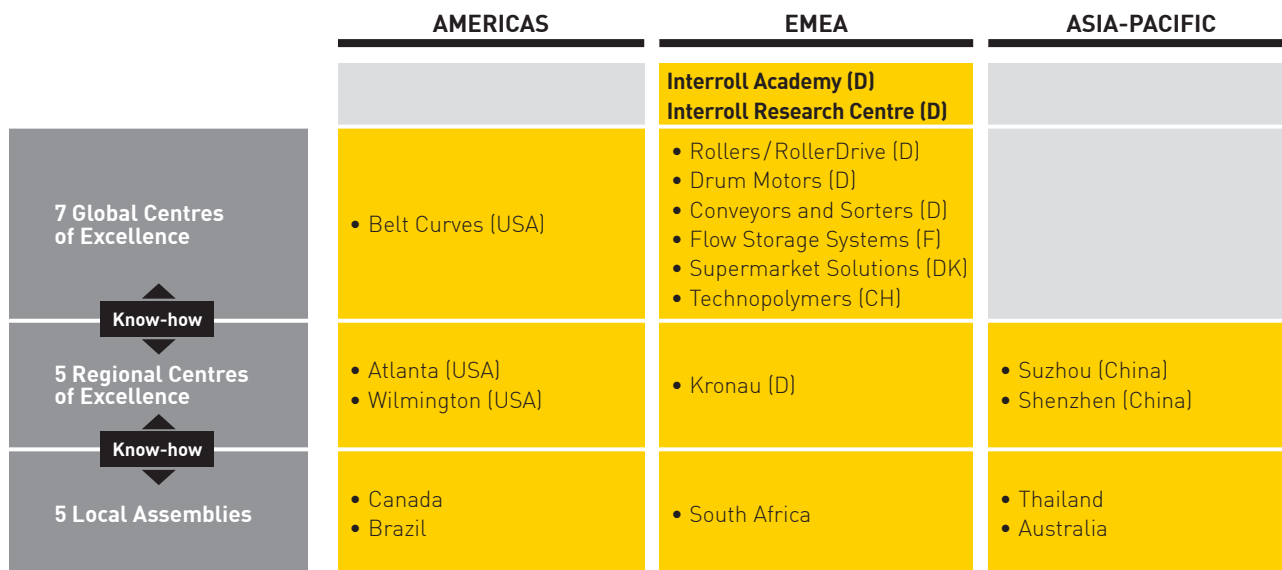 AMERICAS
EMEA
ASIA-PACIFIC
Interroll Academy (D)
Interroll Research Centre (D)
7 Global Centres
of Excellence
• Belt Curves (USA)
• Rollers/RollerDrive (D)
• Drum Motors (D)
• Conveyors and Sorters (D)
• Flow Storage Systems (F)
• Supermarket Solutions (DK)
• Technopolymers (CH)
Know-how
5 Regional Centres
of Excellence
• Atlanta (USA)
• Wilmington (USA)
• Kronau (D)
• Suzhou (China)
• Shenzhen (China)
Know-how
5 Local Assemblies
• Canada
• Brazil
• South Africa
• Thailand
• Australia